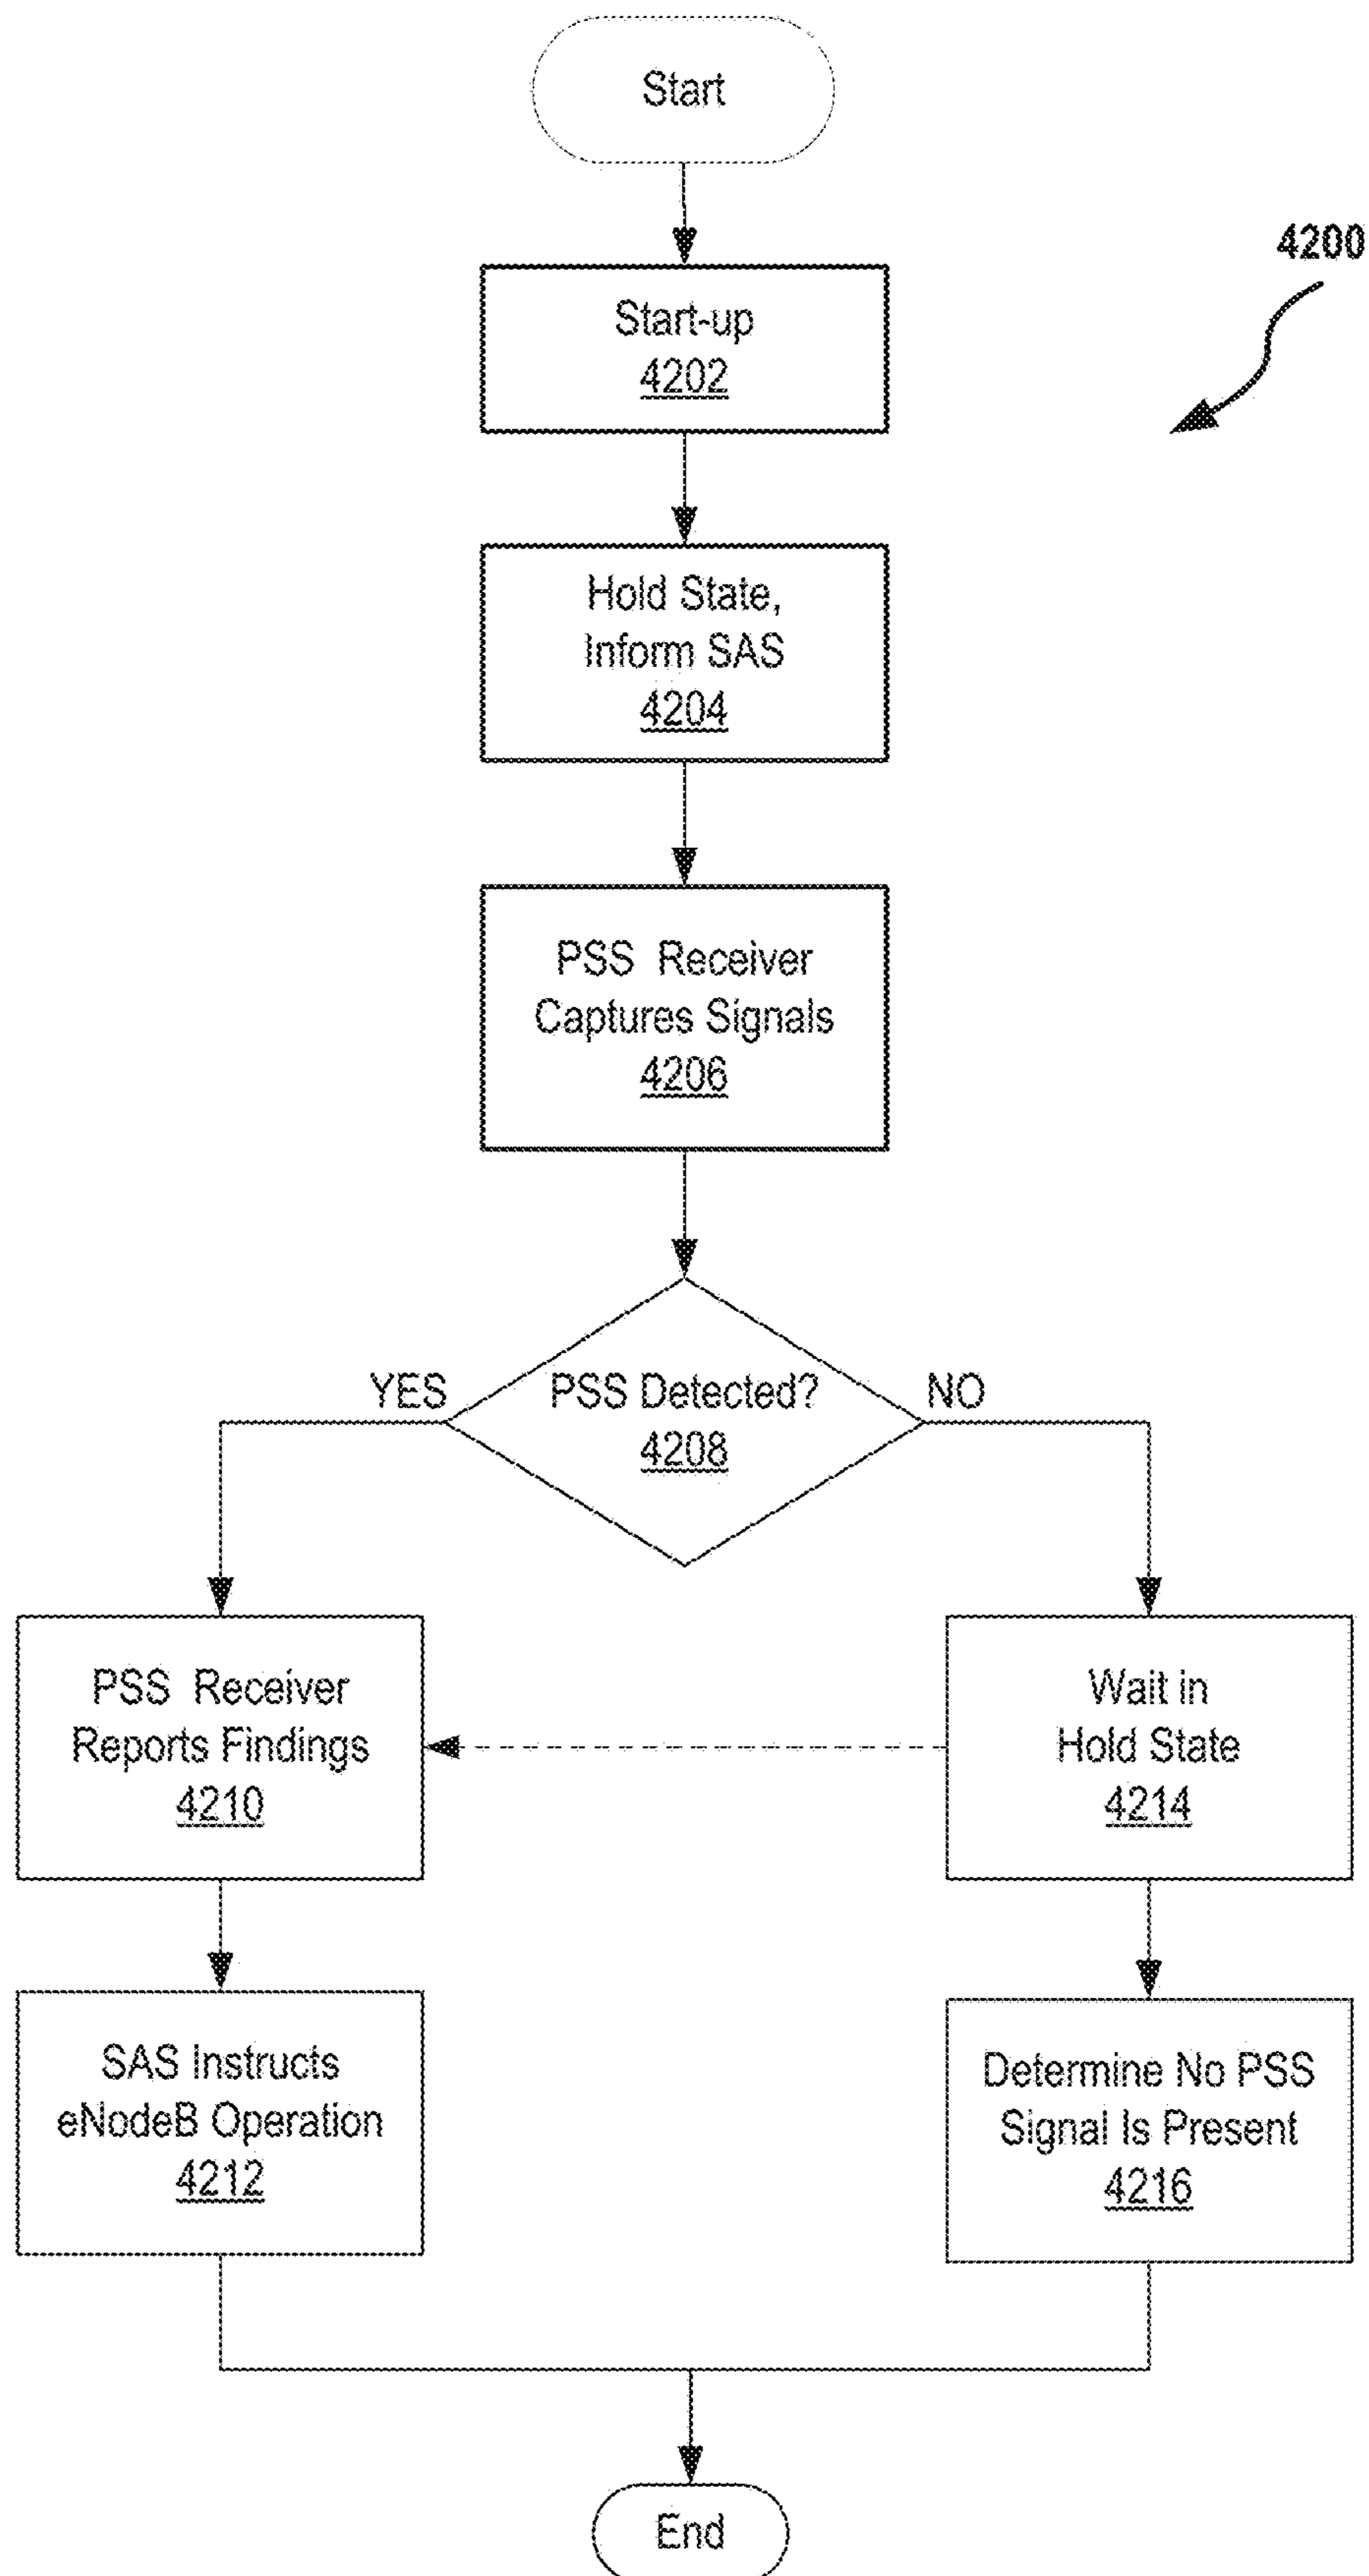 Start
4200
Start-up
4202
Hold State,
Inform SAS
4204
PSS Receiver
Captures Signals
4206
YES
PSS Detected?
4208
NO
PSS Receiver
Reports Findings
4210
Wait in
Hold State
4214
SAS Instructs
eNodeB Operation
4212
Determine No PSS
Signal Is Present
4216
End